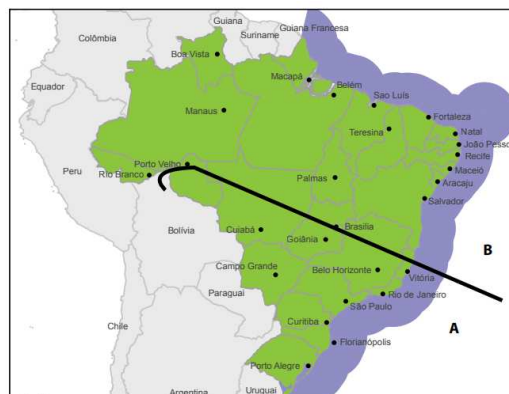 Guiana
Guiana Francesa
Colômbia
Suriname
Boa Vista
Macapá
Equador
Belém
Sao Luís
Manaus
Fortaleza
Teresina
Natal
João Pesso
Porto Velho
Recife
Maceió
Peru
Rio Branco
Palmas
Aracaju
Salvador
Bolívia
Cuiabá
Brasília
Goiânia
B
Campo Grande
Belo Horizonte
Vitória
Paraguai
Rio de Janeiro
São Paulo
Chile
Curitiba
A
Florianópolis
Porto Alegre
Argentina
Uruguai